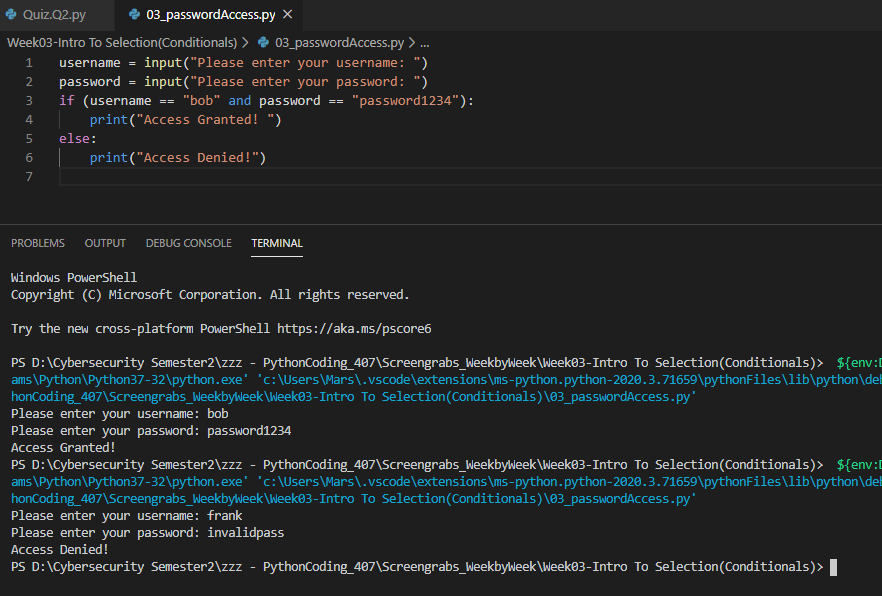 Quiz.Q2.py 03_passwordAccess.py ×
Week03-Intro To Selection(Conditionals) > 03_passwordAccess.py > ...
1 username = input("Please enter your username: ")
2 password = input("Please enter your password: ")
3 if (username == "bob" and password == "password1234"):
4     print("Access Granted! ")
5 else:
6     print("Access Denied!")
7
PROBLEMS OUTPUT DEBUG CONSOLE TERMINAL
Windows PowerShell
Copyright (C) Microsoft Corporation. All rights reserved.
Try the new cross-platform PowerShell https://aka.ms/pscore6
PS D:\Cybersecurity Semester2\zzz - PythonCoding_407\Screengrabs_WeekbyWeek\Week03-Intro To Selection(Conditionals)>  ${env:
ams\Python\Python37-32\python.exe' 'c:\Users\Mars\.vscode\extensions\ms-python.python-2020.3.71659\pythonFiles\lib\python\de
honCoding_407\Screengrabs_WeekbyWeek\Week03-Intro To Selection(Conditionals)\03_passwordAccess.py'
Please enter your username: bob
Please enter your password: password1234
Access Granted!
PS D:\Cybersecurity Semester2\zzz - PythonCoding_407\Screengrabs_WeekbyWeek\Week03-Intro To Selection(Conditionals)>  ${env:
ams\Python\Python37-32\python.exe' 'c:\Users\Mars\.vscode\extensions\ms-python.python-2020.3.71659\pythonFiles\lib\python\de
honCoding_407\Screengrabs_WeekbyWeek\Week03-Intro To Selection(Conditionals)\03_passwordAccess.py'
Please enter your username: frank
Please enter your password: invalidpass
Access Denied!
PS D:\Cybersecurity Semester2\zzz - PythonCoding_407\Screengrabs_WeekbyWeek\Week03-Intro To Selection(Conditionals)>